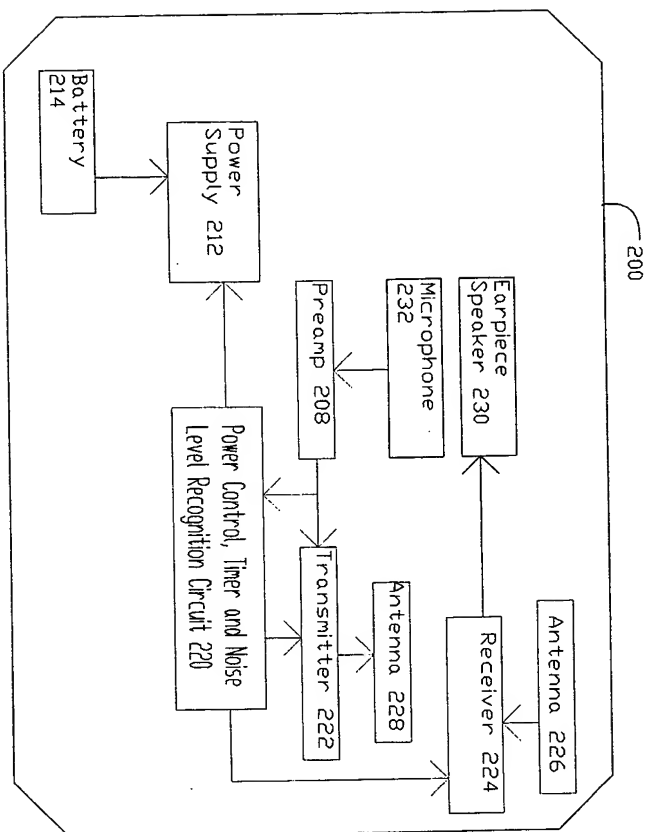 200
Earpiece
Speaker 230
Antenna 226
Receiver 224
Microphone
232
Antenna 228
Preamp 208
Transmitter 222
Power
Supply 212
Power Control, Timer and Noise
Level Recognition Circuit 220
Battery
214